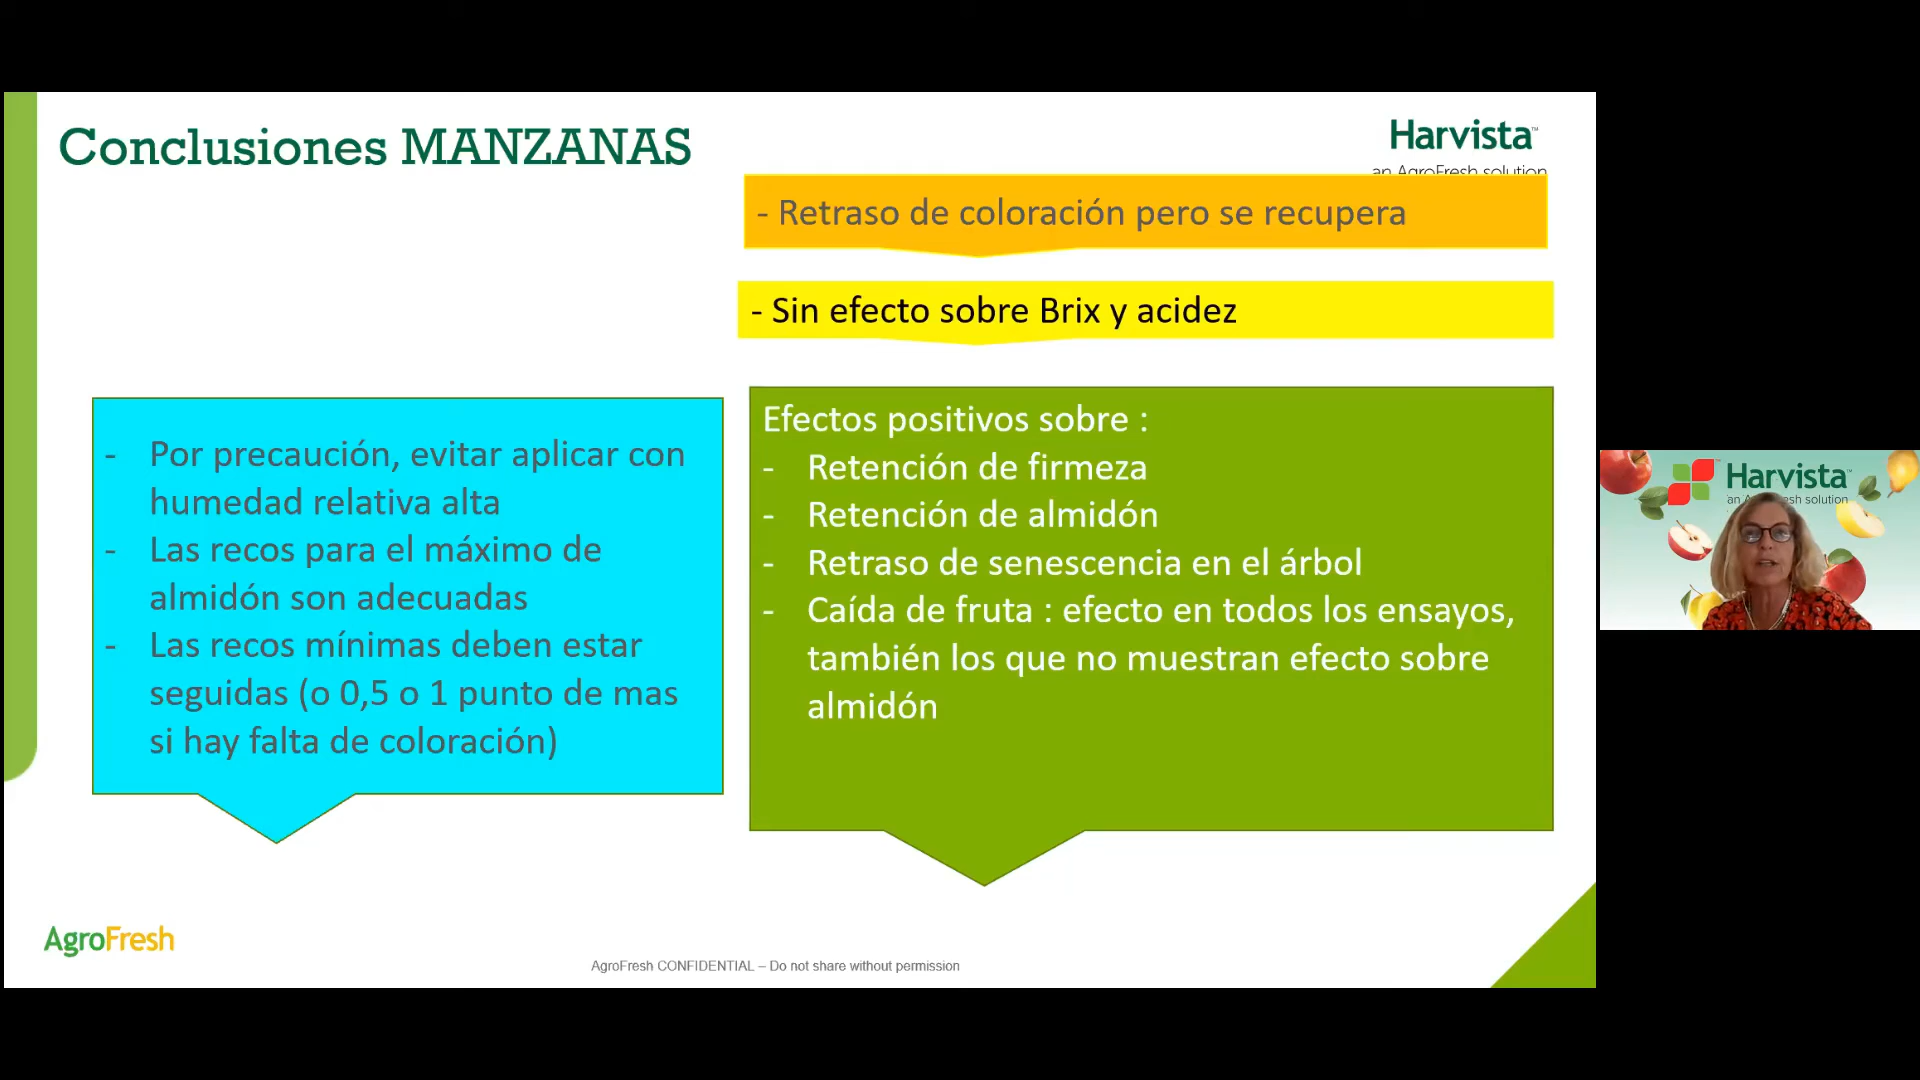 Conclusiones MANZANAS
Harvista™
an AgroFresh solution
- Retraso de coloración pero se recupera
- Sin efecto sobre Brix y acidez
- Por precaución, evitar aplicar con
humedad relativa alta
- Las recos para el máximo de
almidón son adecuadas
- Las recos mínimas deben estar
seguidas (o 0,5 o 1 punto de mas
si hay falta de coloración)
Efectos positivos sobre :
- Retención de firmeza
- Retención de almidón
- Retraso de senescencia en el árbol
- Caída de fruta : efecto en todos los ensayos,
también los que no muestran efecto sobre
almidón
Harvista™
an solution
AgroFresh
AgroFresh CONFIDENTIAL – Do not share without permission